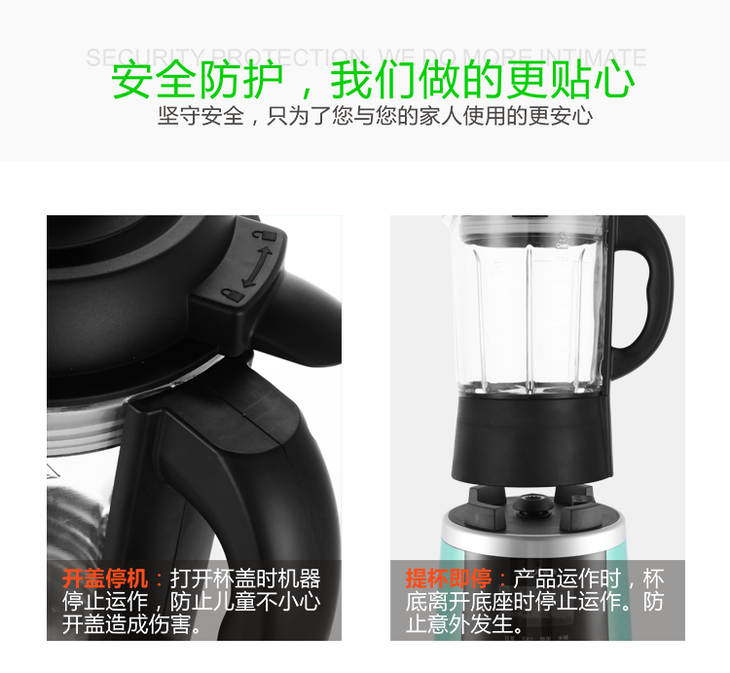 SECURITY PROTECTION, WE DO MORE INTIMATE
安全防护，我们做的更贴心
坚守安全，只为了您与您的家人使用的更安心
开盖停机：打开杯盖时机器
停止运作，防止儿童不小心
开盖造成伤害。
提杯即停：产品运作时，杯
底离开底座时停止运作。防
止意外发生。